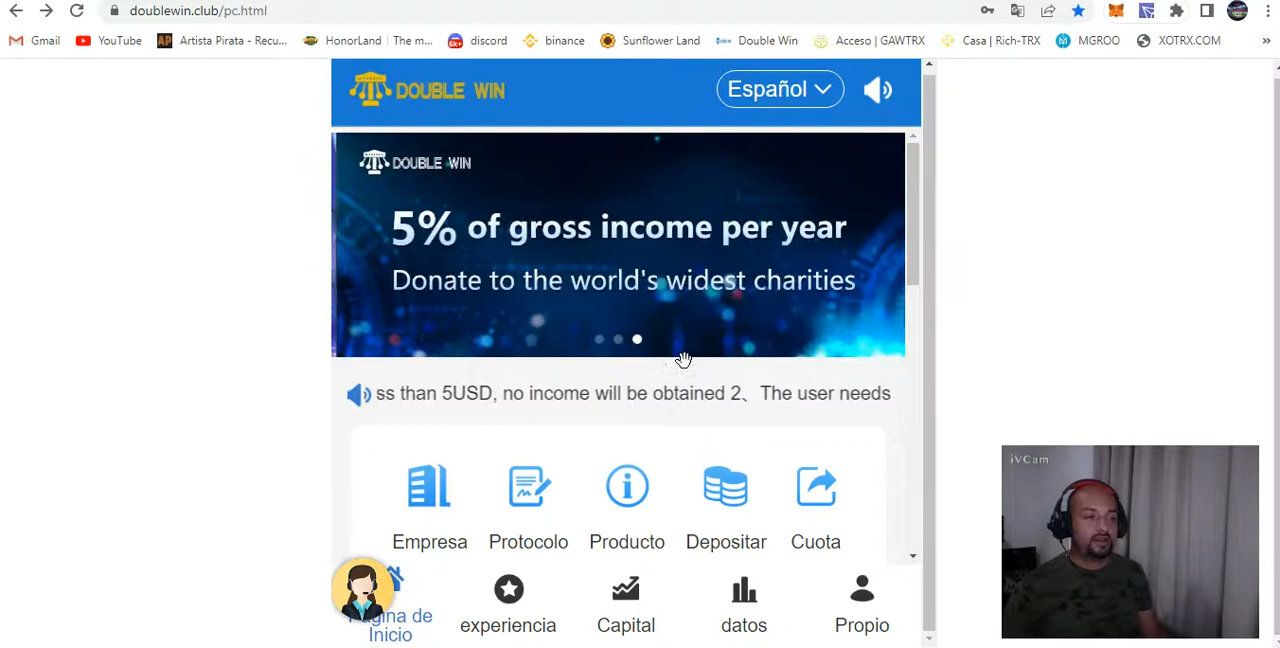 doublewin.club/pc.html
Gmail
YouTube
Artista Pirata - Recu...
HonorLand | The m...
6k+
discord
binance
Sunflower Land
Double Win
Acceso | GAWTRX
Casa | Rich-TRX
MGROO
XOTRX.COM
»
DOUBLE WIN
Español
DOUBLE WIN
5% of gross income per year
Donate to the world's widest charities
ss than 5USD, no income will be obtained 2、The user needs
Empresa
Protocolo
Producto
Depositar
Cuota
Página de
Inicio
experiencia
Capital
datos
Propio
iVCam